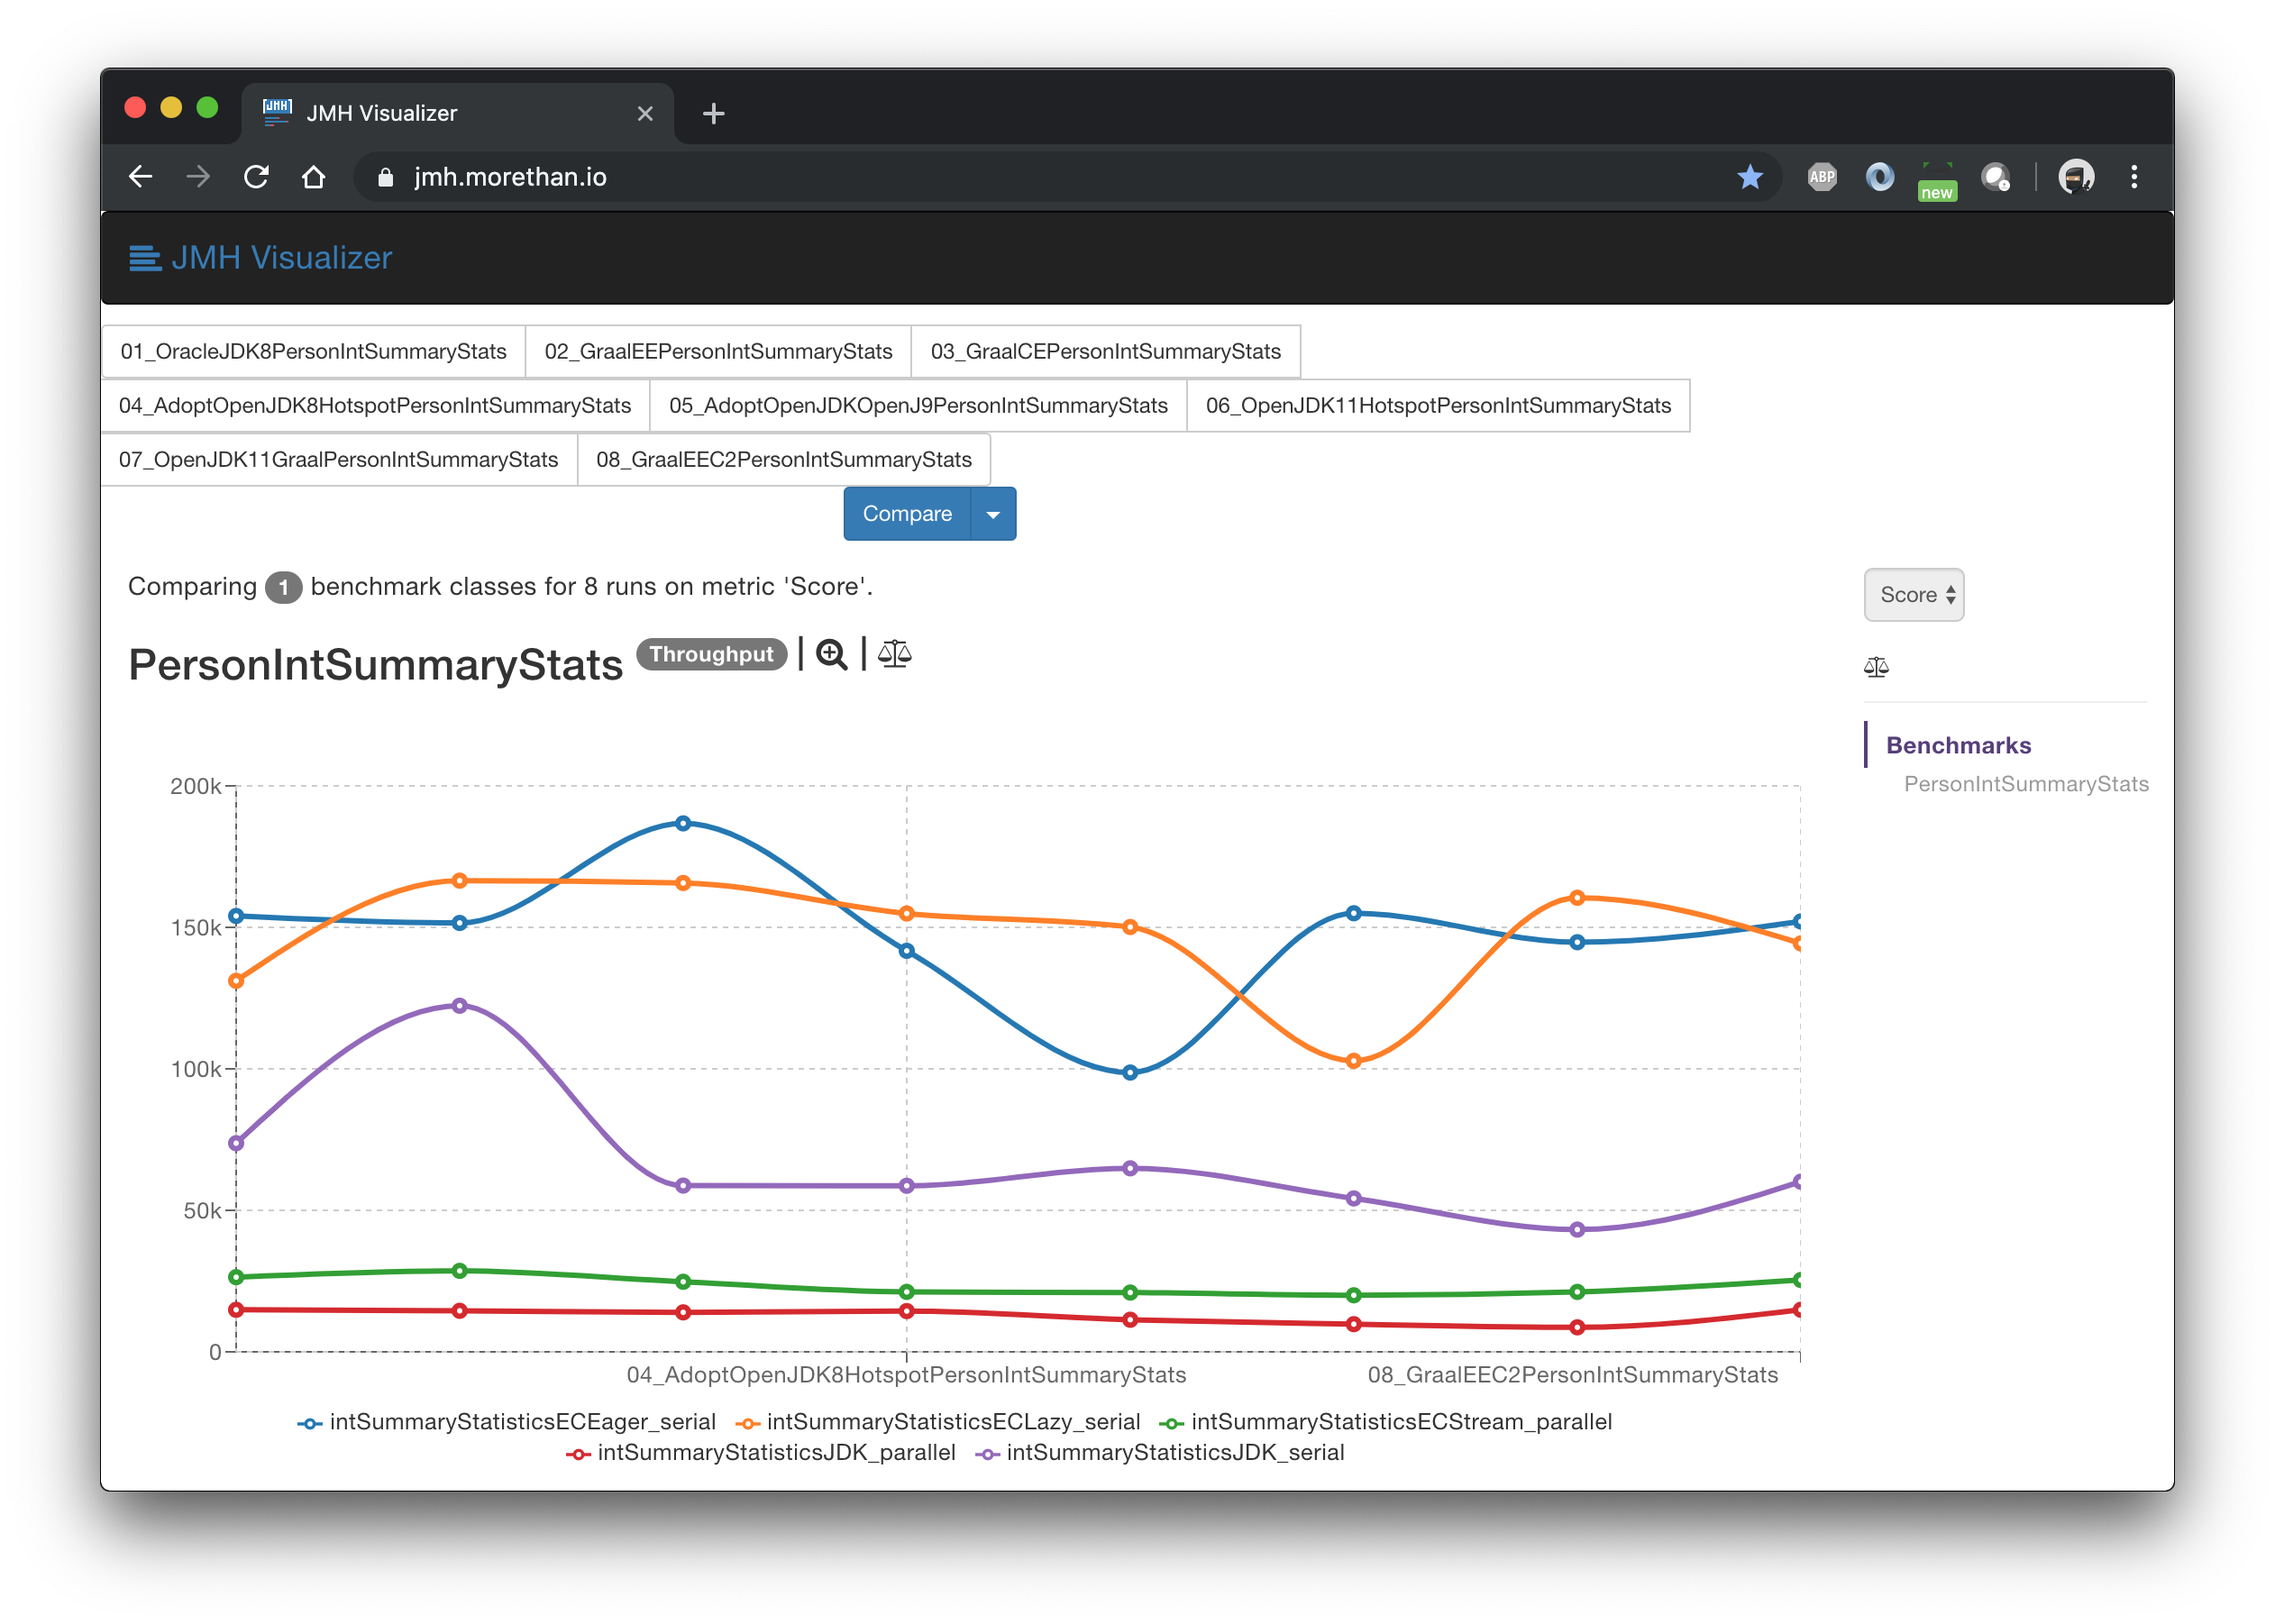 JMH
JMH Visualizer
jmh.morethan.io
ABP
new
JMH Visualizer
01_OracleJDK8PersonIntSummaryStats 02_GraalEEPersonIntSummaryStats 03_GraalCEPersonIntSummaryStats
04_AdoptOpenJDK8HotspotPersonIntSummaryStats 05_AdoptOpenJDKOpenJ9PersonIntSummaryStats 06_OpenJDK11HotspotPersonIntSummaryStats
07_OpenJDK11GraalPersonIntSummaryStats 08_GraalEEC2PersonIntSummaryStats
Compare
Comparing 1 benchmark classes for 8 runs on metric 'Score'.
Score
PersonIntSummaryStats Throughput
Benchmarks
PersonIntSummaryStats
200k
150k
100k
50k
0
04_AdoptOpenJDK8HotspotPersonIntSummaryStats 08_GraalEEC2PersonIntSummaryStats
intSummaryStatisticsECEager_serial intSummaryStatisticsECLazy_serial intSummaryStatisticsECStream_parallel
intSummaryStatisticsJDK_parallel intSummaryStatisticsJDK_serial